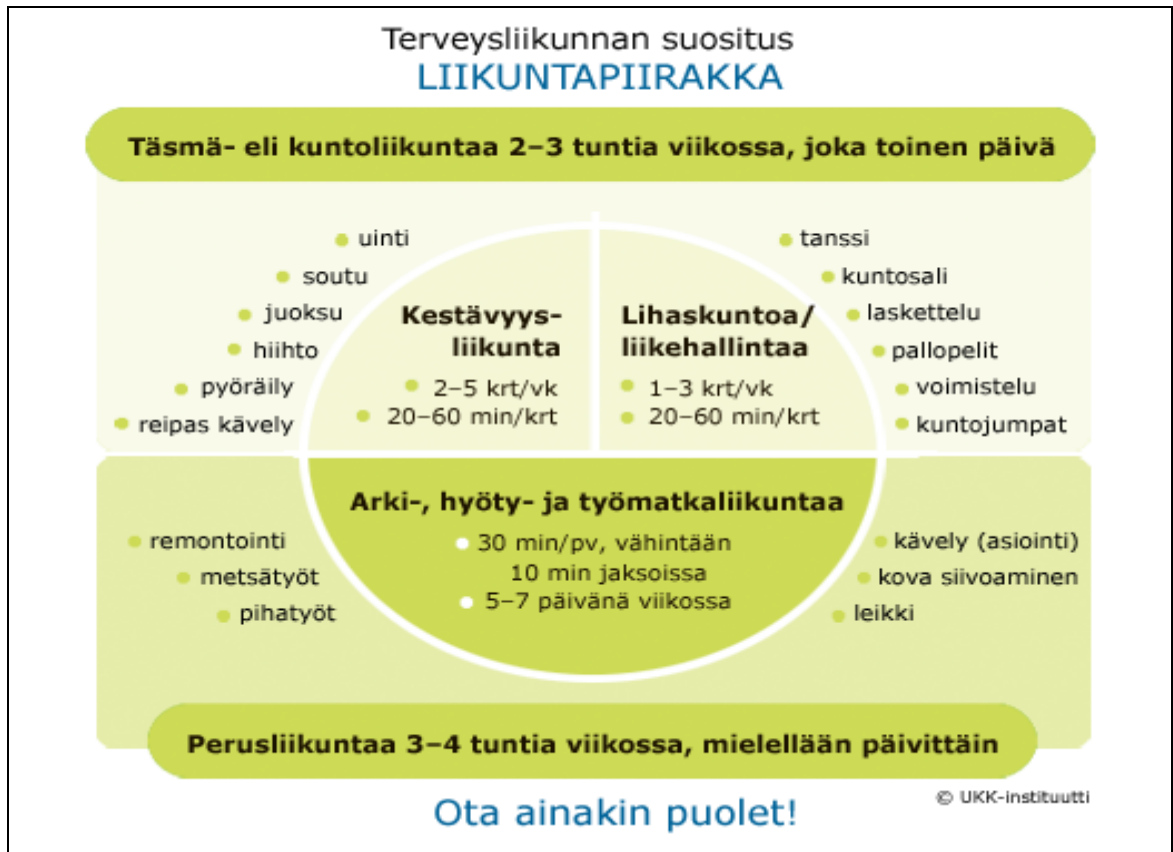 Terveysliikunnan suositus
LIIKUNTAPIIRAKKA
Täsmä- eli kuntoliikuntaa 2–3 tuntia viikossa, joka toinen päivä
uinti
soutu
juoksu
hiihto
pyöräily
reipas kävely
Kestävyys-
liikunta
2–5 krt/vk
20–60 min/krt
Lihaskuntoa/
liikehallintaa
1–3 krt/vk
20–60 min/krt
tanssi
kuntosali
laskettelu
pallopelit
voimistelu
kuntojumpat
remontointi
metsätyöt
pihatyöt
Arki-, hyöty- ja työmatkaliikuntaa
30 min/pv, vähintään
10 min jaksoissa
5–7 päivänä viikossa
kävely (asiointi)
kova siivoaminen
leikki
Perusliikuntaa 3–4 tuntia viikossa, mielellään päivittäin
© UKK-instituutti
Ota ainakin puolet!